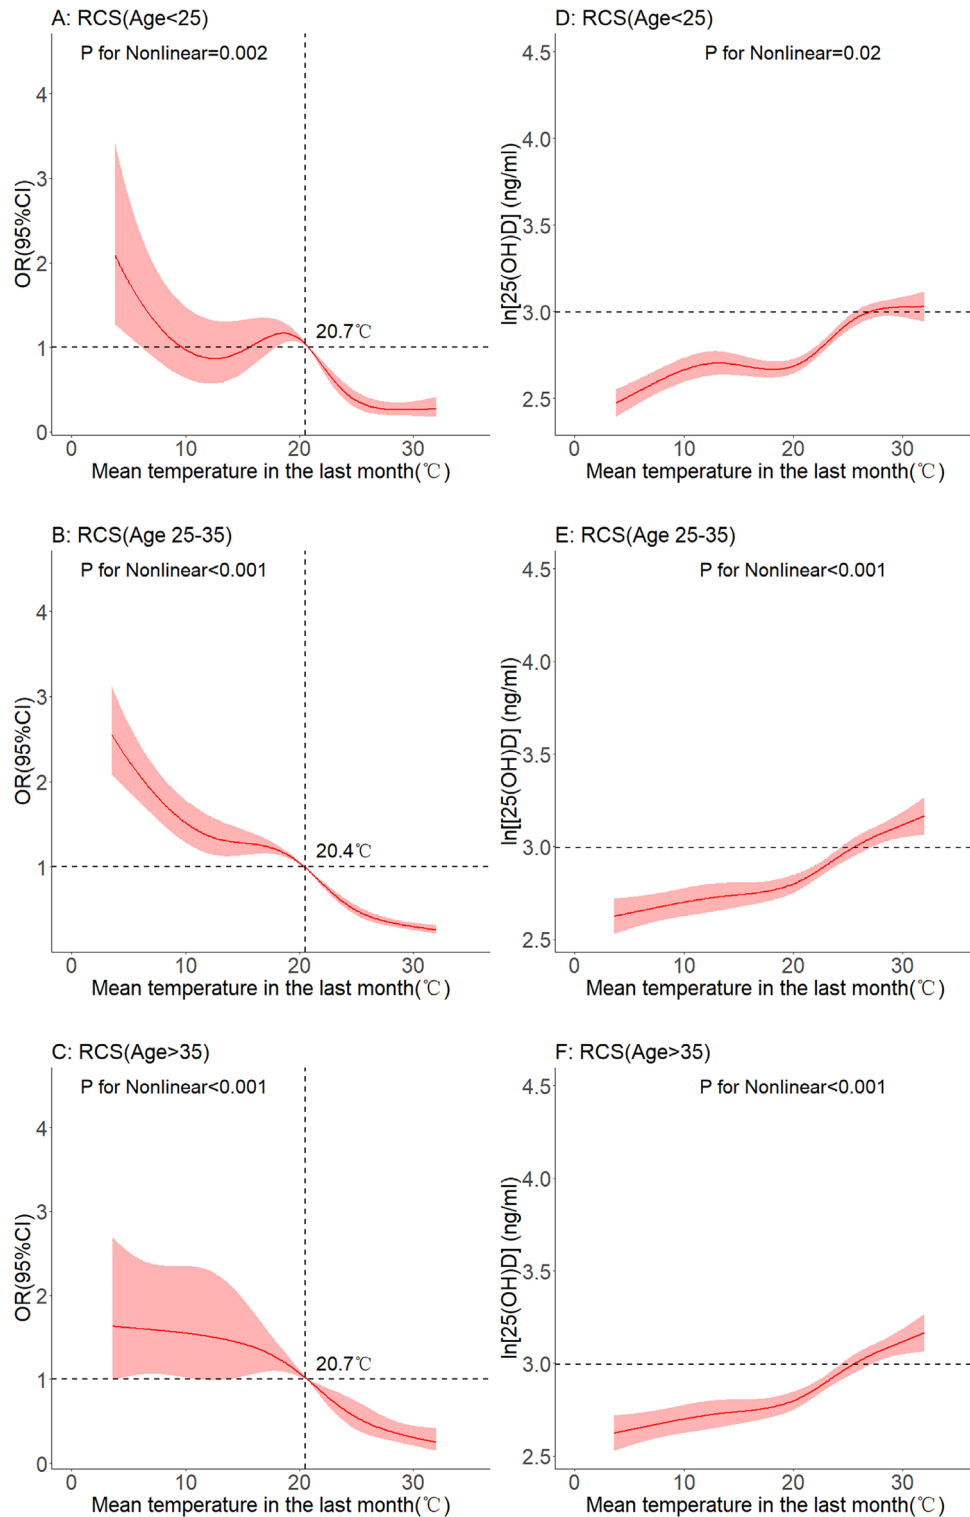 A: RCS(Age<25)
P for Nonlinear=0.002
OR(95%CI)
4
3
2
1
0
20.7℃
0 10 20 30
Mean temperature in the last month(℃)
D: RCS(Age<25)
P for Nonlinear=0.02
ln[25(OH)D] (ng/ml)
4.5
4.0
3.5
3.0
2.5
0 10 20 30
Mean temperature in the last month(℃)
B: RCS(Age 25-35)
P for Nonlinear<0.001
OR(95%CI)
4
3
2
1
20.4℃
0 10 20 30
Mean temperature in the last month(℃)
E: RCS(Age 25-35)
P for Nonlinear<0.001
ln[[25(OH)D] (ng/ml)
4.5
4.0
3.5
3.0
2.5
0 10 20 30
Mean temperature in the last month(℃)
C: RCS(Age>35)
P for Nonlinear<0.001
OR(95%CI)
4
3
2
1
0
20.7℃
0 10 20 30
Mean temperature in the last month(℃)
F: RCS(Age>35)
P for Nonlinear<0.001
ln[25(OH)D] (ng/ml)
4.5
4.0
3.5
3.0
2.5
0 10 20 30
Mean temperature in the last month(℃)